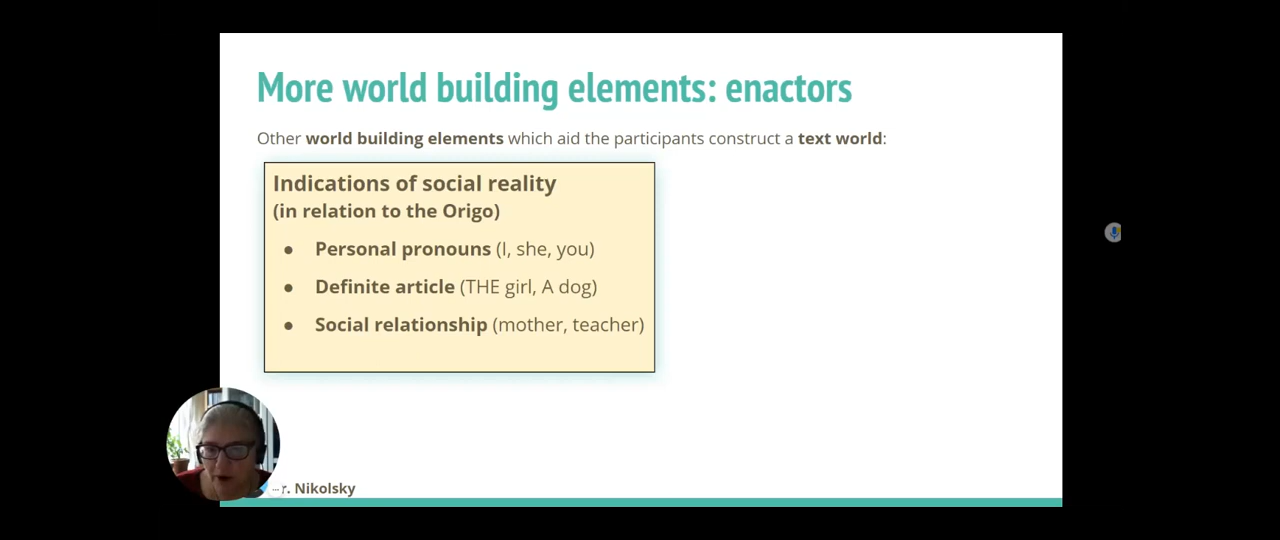 More world building elements: enactors
Other world building elements which aid the participants construct a text world:
Indications of social reality
(in relation to the Origo)
● Personal pronouns (I, she, you)
● Definite article (THE girl, A dog)
● Social relationship (mother, teacher)
r. Nikolsky